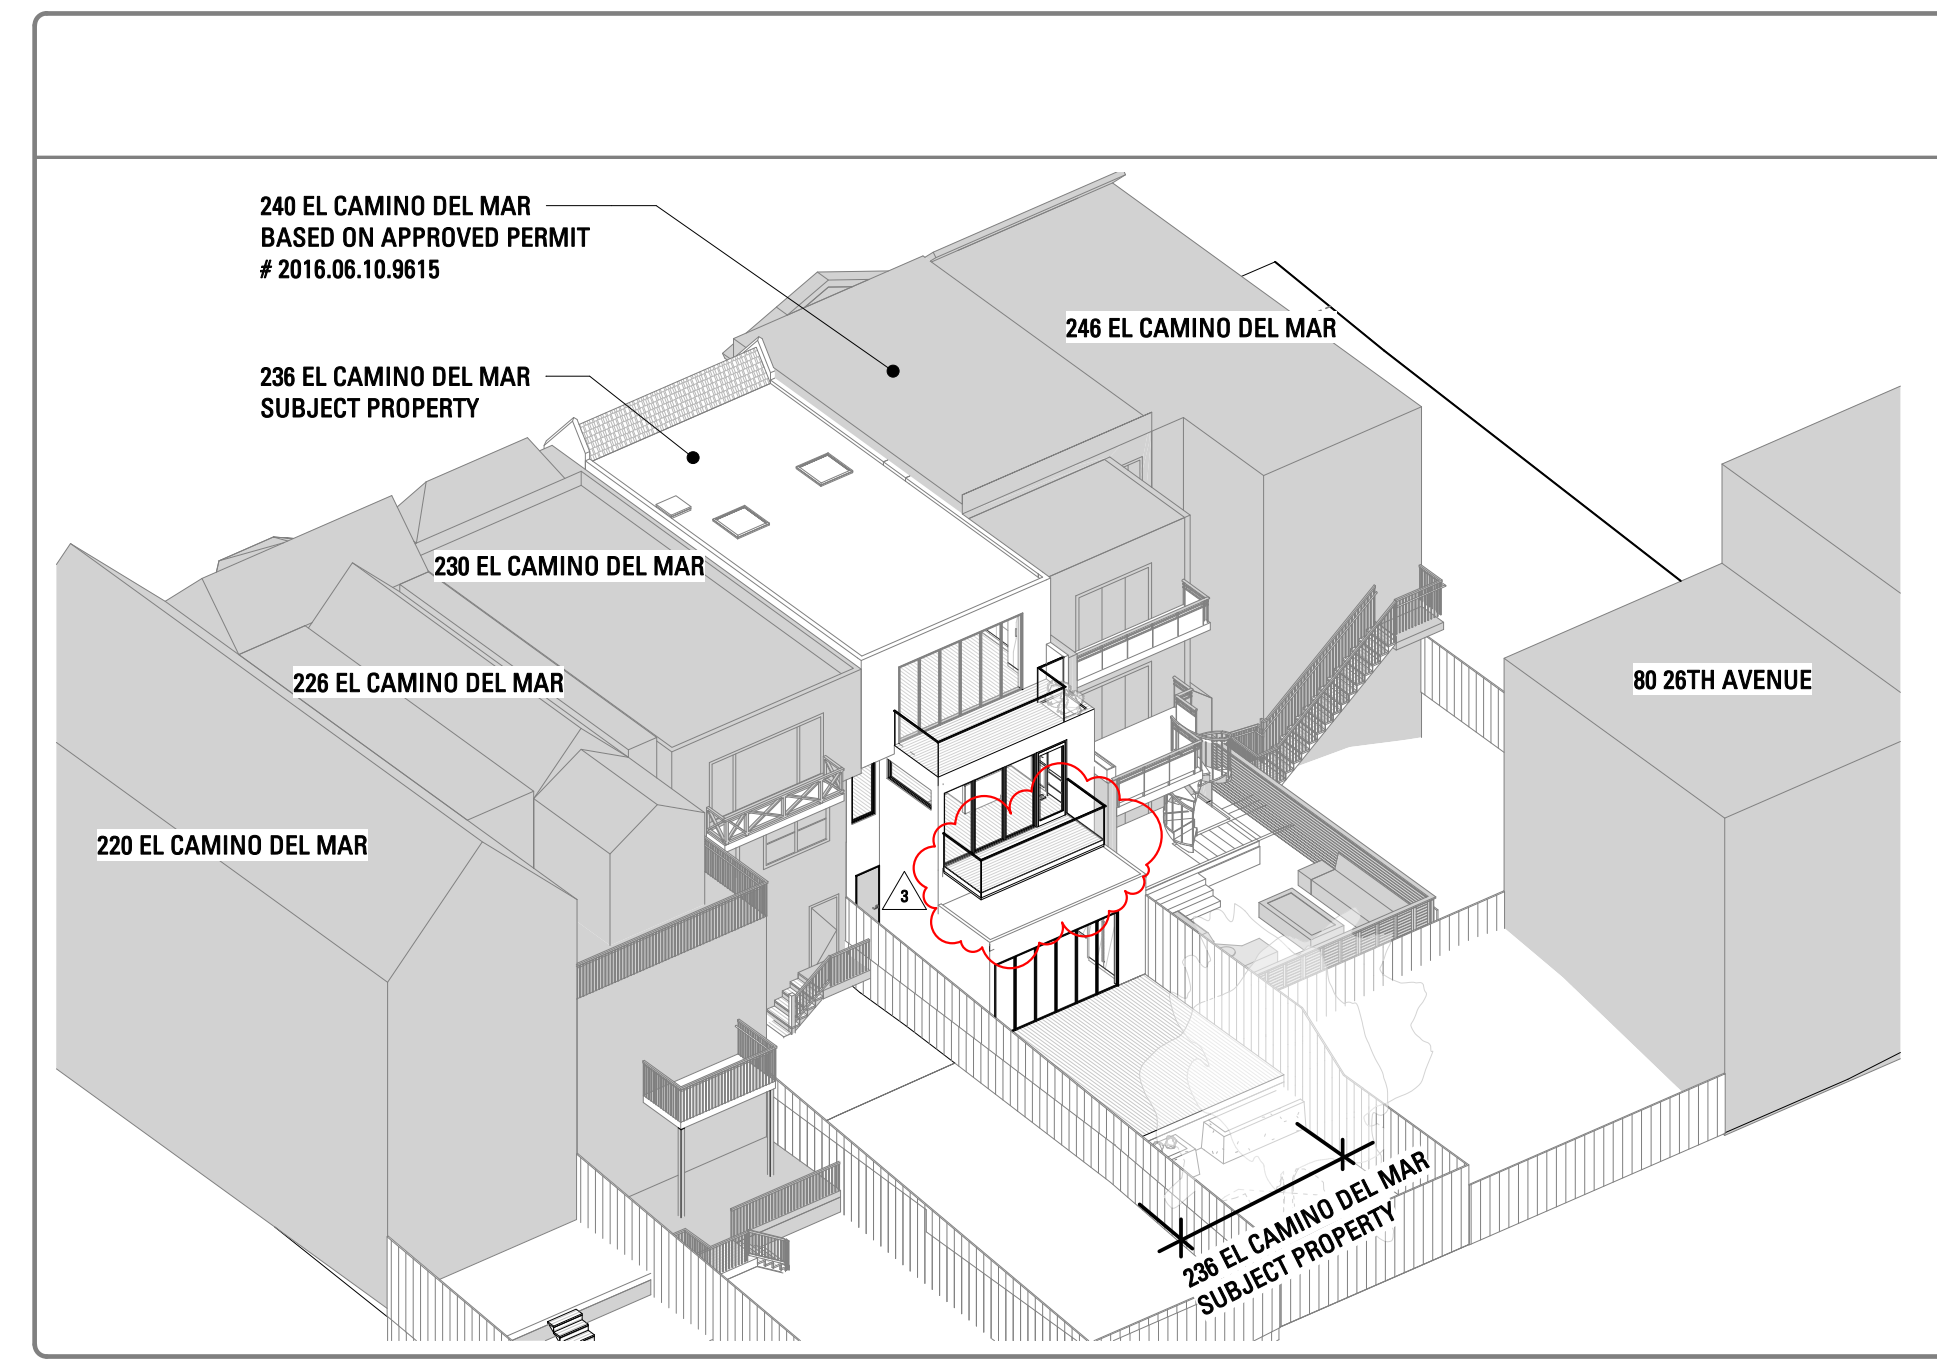 240 EL CAMINO DEL MAR
BASED ON APPROVED PERMIT
# 2016.06.10.9615
246 EL CAMINO DEL MAR
236 EL CAMINO DEL MAR
SUBJECT PROPERTY
230 EL CAMINO DEL MAR
226 EL CAMINO DEL MAR
80 26TH AVENUE
220 EL CAMINO DEL MAR
3
236 EL CAMINO DEL MAR
SUBJECT PROPERTY